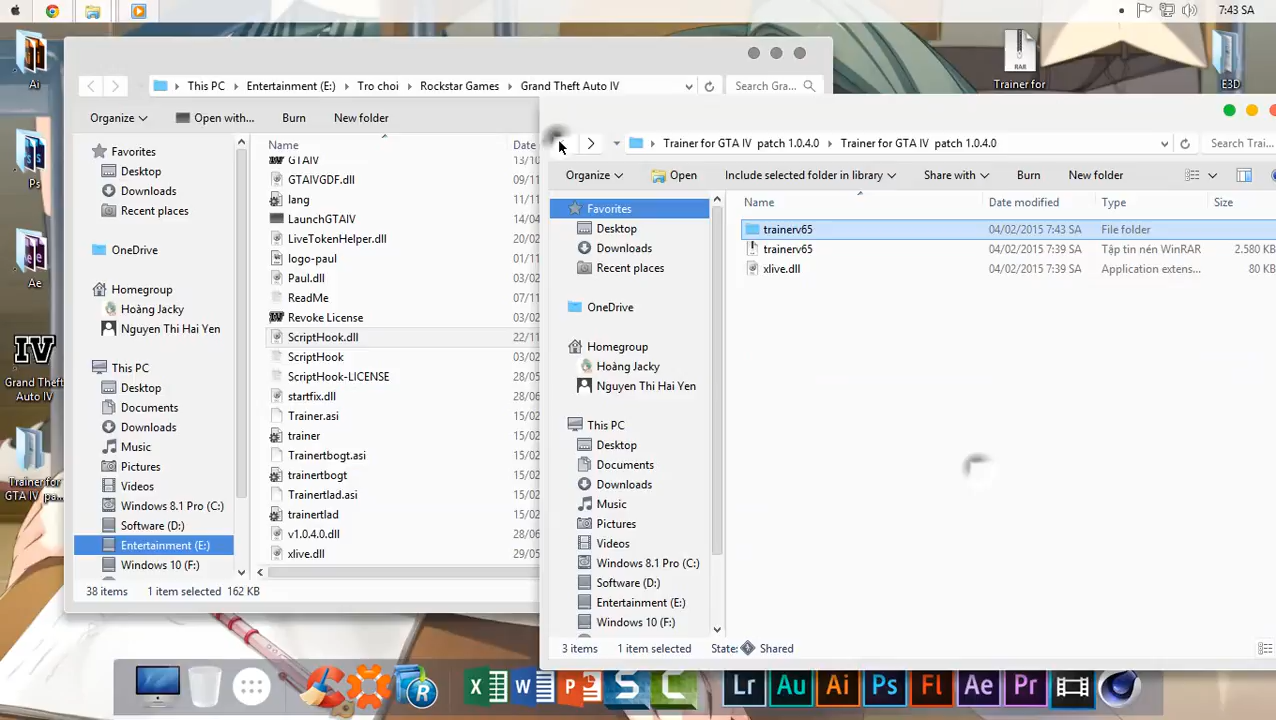 7:43 SA
Ai
Ps
Ae
IV
Grand Theft
Auto IV
Trainer for
GTA IV pa...
RAR
Trainer for
E3D
This PC
Entertainment (E:)
Tro choi
Rockstar Games
Grand Theft Auto IV
Search Gra...
Organize
Open with...
Burn
New folder
Favorites
Desktop
Downloads
Recent places
OneDrive
Homegroup
Hoàng Jacky
Nguyen Thi Hai Yen
This PC
Desktop
Documents
Downloads
Music
Pictures
Videos
Windows 8.1 Pro (C:)
Software (D:)
Entertainment (E:)
Windows 10 (F:)
Name Date
GTAIV 13/10
GTAIVGDF.dll 09/11
lang 11/11
LaunchGTAIV 14/04
LiveTokenHelper.dll 20/02
logo-paul 01/11
Paul.dll 03/02
ReadMe 07/11
Revoke License 03/02
ScriptHook.dll 22/11
ScriptHook 03/02
ScriptHook-LICENSE 28/05
startfix.dll 28/06
Trainer.asi 15/02
trainer 15/02
Trainertbogt.asi 15/02
trainertbogt 15/02
Trainertlad.asi 15/02
trainertlad 15/02
v1.0.4.0.dll 28/06
xlive.dll 29/05
38 items 1 item selected 162 KB
Trainer for GTA IV patch 1.0.4.0
Trainer for GTA IV patch 1.0.4.0
Search Trai...
Organize
Open
Include selected folder in library
Share with
Burn
New folder
Favorites
Desktop
Downloads
Recent places
OneDrive
Homegroup
Hoàng Jacky
Nguyen Thi Hai Yen
This PC
Desktop
Documents
Downloads
Music
Pictures
Videos
Windows 8.1 Pro (C:)
Software (D:)
Entertainment (E:)
Windows 10 (F:)
Name Date modified Type Size
trainerv65 04/02/2015 7:43 SA File folder
trainerv65 04/02/2015 7:39 SA Tập tin nén WinRAR 2.580 KB
xlive.dll 04/02/2015 7:39 SA Application extens... 80 KB
3 items 1 item selected State: Shared
R X W P S C Lr Au Ai Ps Fl Ae Pr